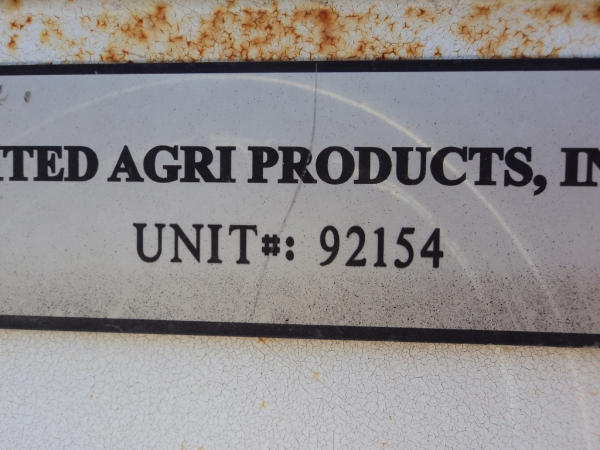 ITED AGRI PRODUCTS, IN
UNIT#: 92154